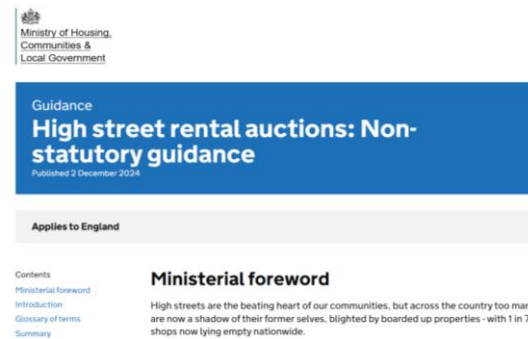 Ministry of Housing,
Communities &
Local Government
Guidance
High street rental auctions: Non-
statutory guidance
Published 2 December 2024
Applies to England
Contents
Ministerial foreword
Introduction
Glossary of terms
Summary
Ministerial foreword
High streets are the beating heart of our communities, but across the country too
are now a shadow of their former selves, blighted by boarded up properties - with 1 in 7
shops now lying empty nationwide.